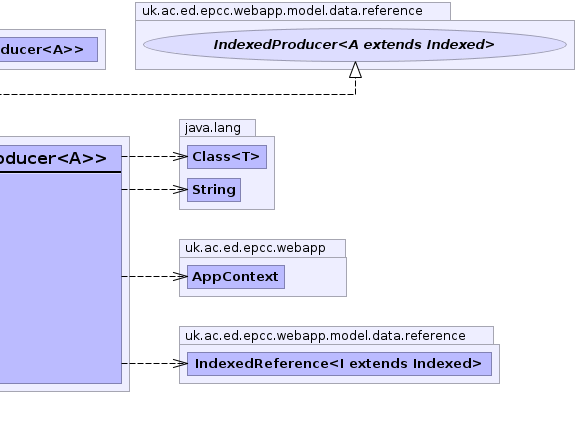 uk.ac.ed.epcc.webapp.model.data.reference
IndexedProducer<A extends Indexed>
oducer<A>>
java.lang
oducer<A>>
Class<T>
String
uk.ac.ed.epcc.webapp
AppContext
uk.ac.ed.epcc.webapp.model.data.reference
IndexedReference<I extends Indexed>